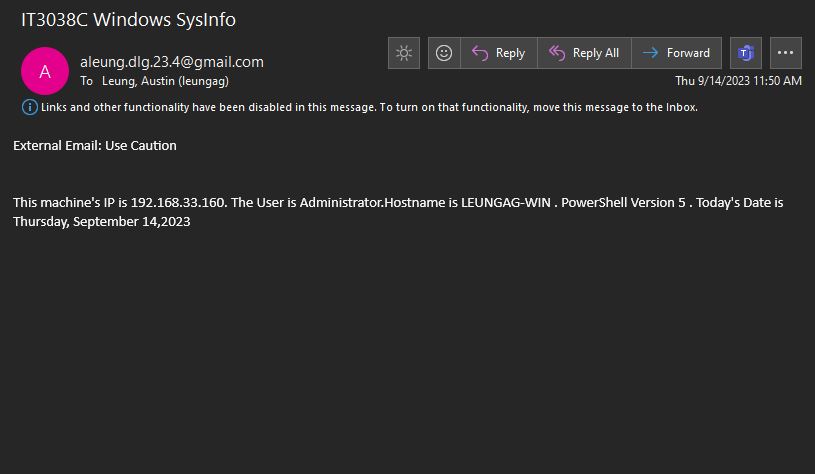 IT3038C Windows SysInfo
A
aleung.dlg.23.4@gmail.com
Reply
Reply All
Forward
T
To Leung, Austin (leungag)
Thu 9/14/2023 11:50 AM
Links and other functionality have been disabled in this message. To turn on that functionality, move this message to the Inbox.
External Email: Use Caution
This machine's IP is 192.168.33.160. The User is Administrator.Hostname is LEUNGAG-WIN . PowerShell Version 5 . Today's Date is
Thursday, September 14,2023